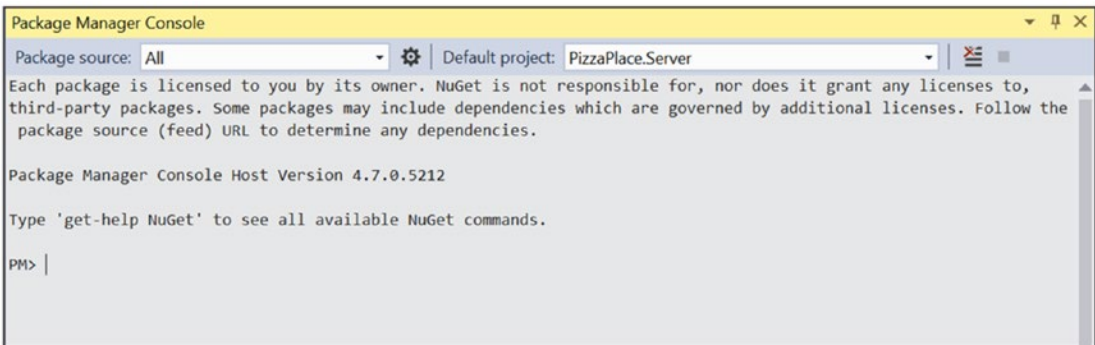 Package Manager Console
Package source: All Default project: PizzaPlace.Server
Each package is licensed to you by its owner. NuGet is not responsible for, nor does it grant any licenses to,
third-party packages. Some packages may include dependencies which are governed by additional licenses. Follow the
package source (feed) URL to determine any dependencies.
Package Manager Console Host Version 4.7.0.5212
Type 'get-help NuGet' to see all available NuGet commands.
PM>